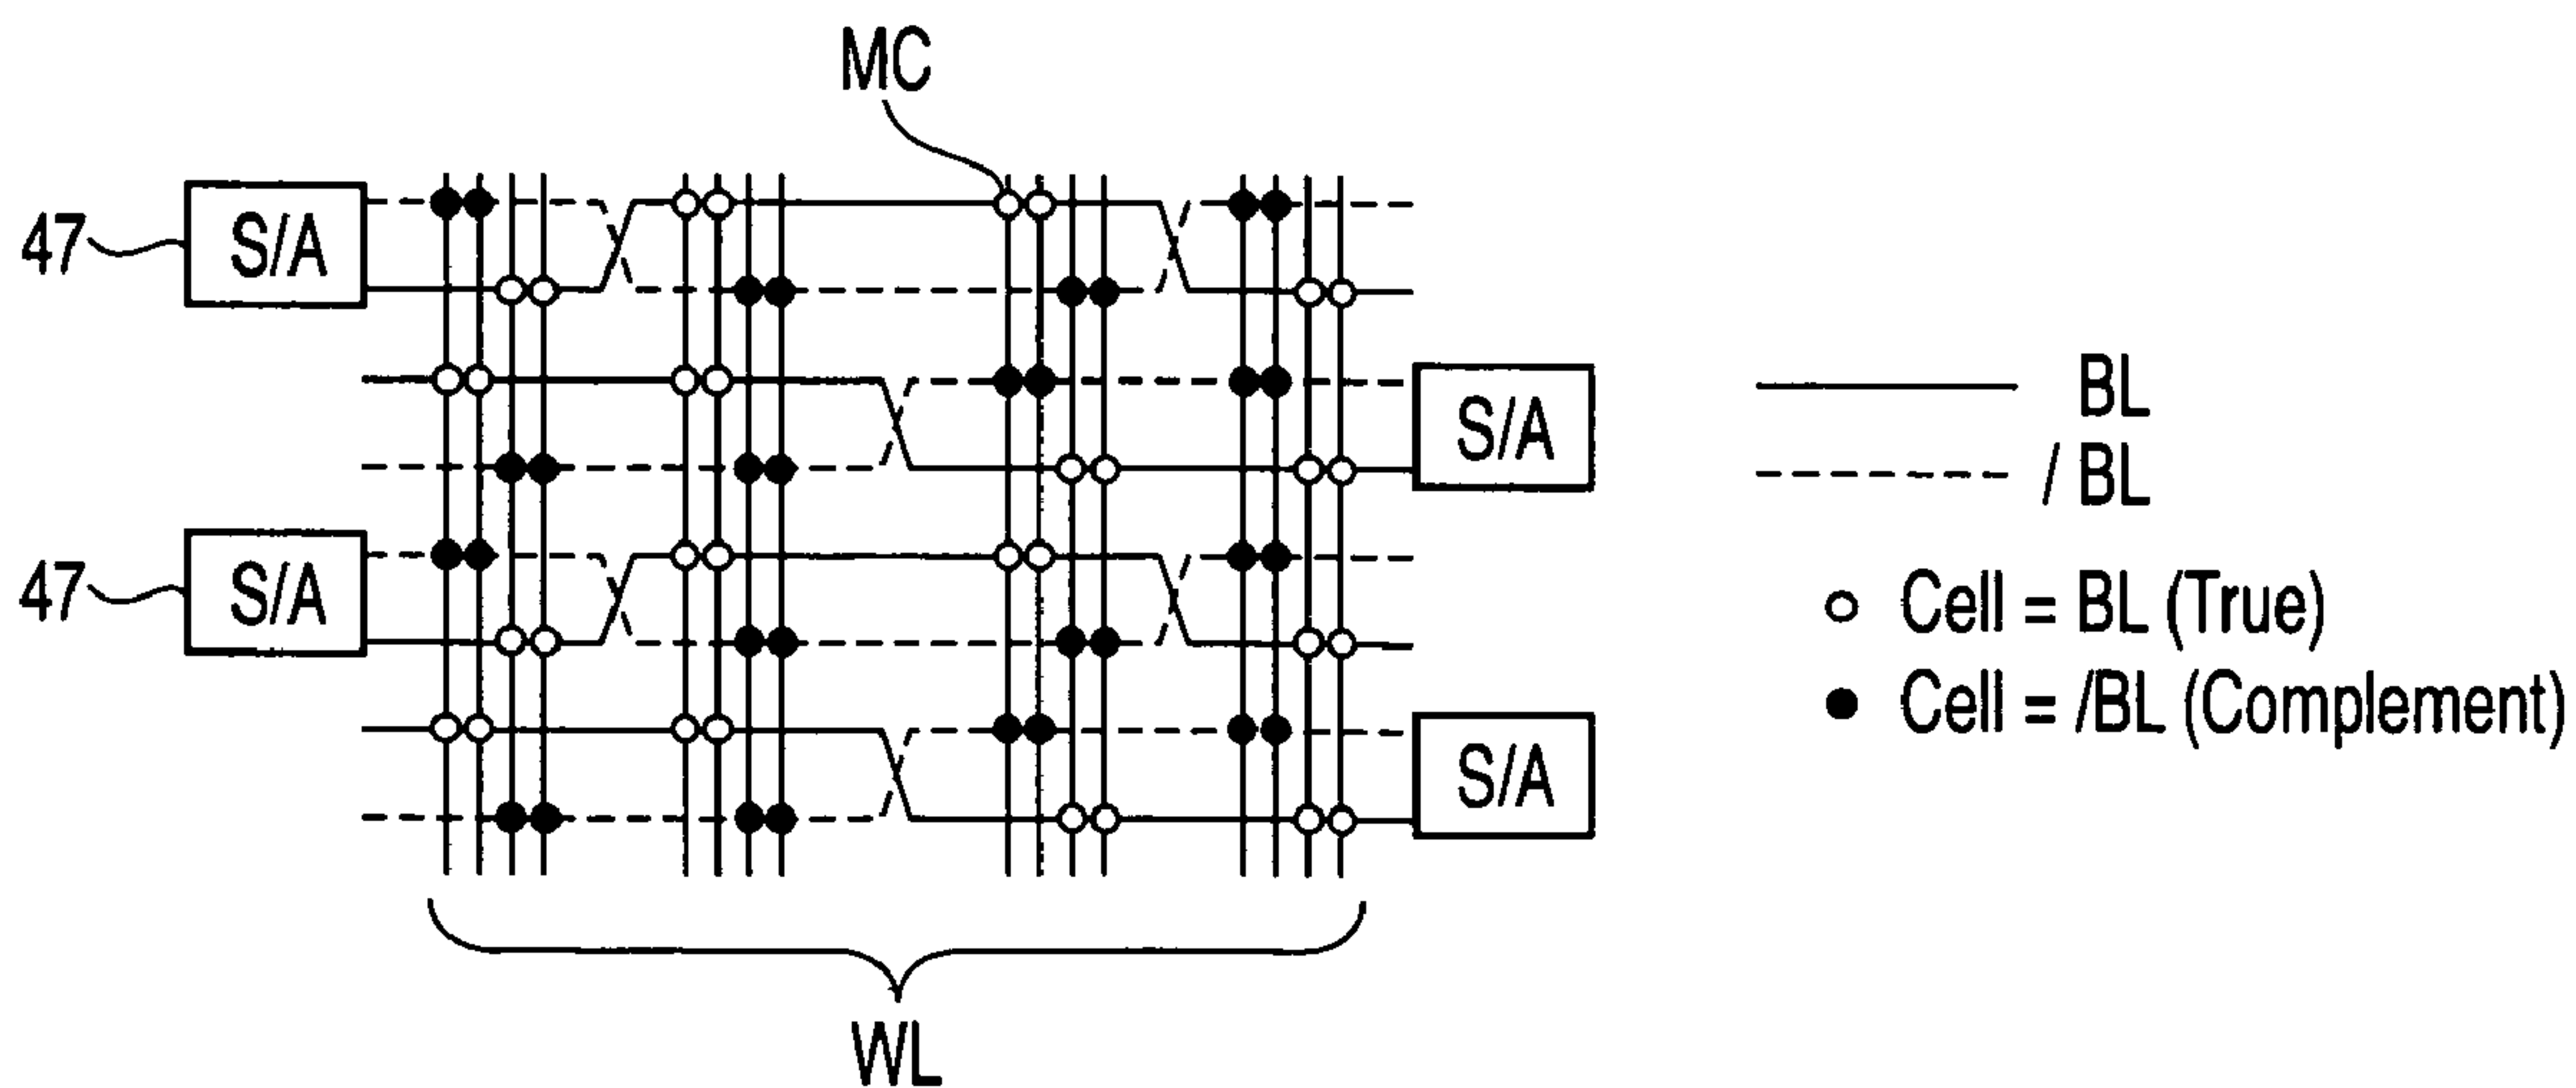 MC
47
S/A
S/A
47
S/A
S/A
BL
/ BL
Cell = BL (True)
Cell = /BL (Complement)
WL